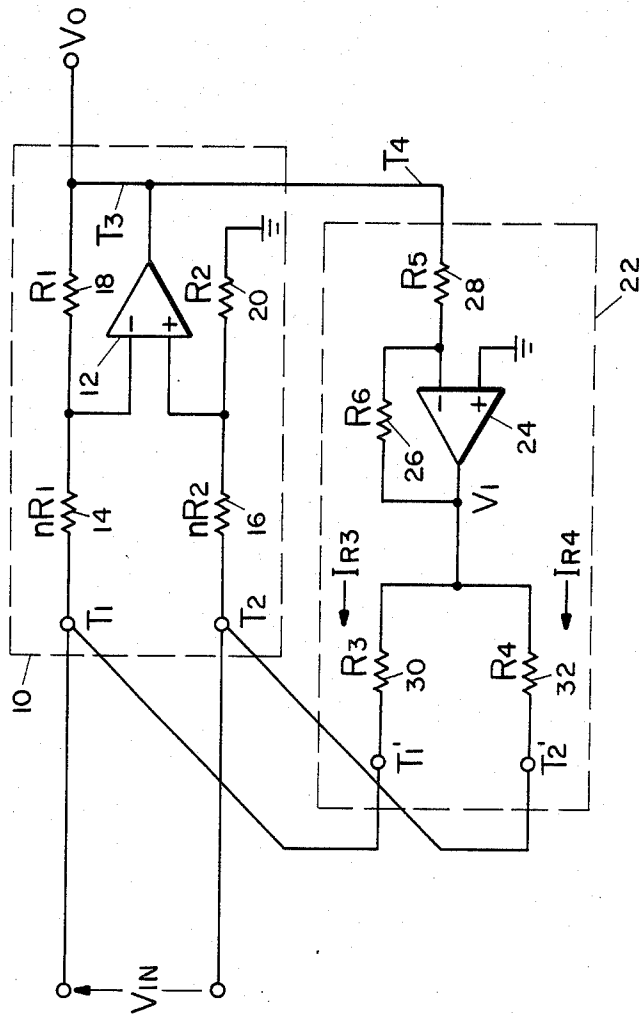 10
T1
nR1
14
R1
18
T3
Vo
12
−
+
VIN
T2
nR2
16
R2
20
T4
22
IR3
R3
30
T1'
R6
26
R5
28
−
+
24
V1
R4
32
T2'
IR4